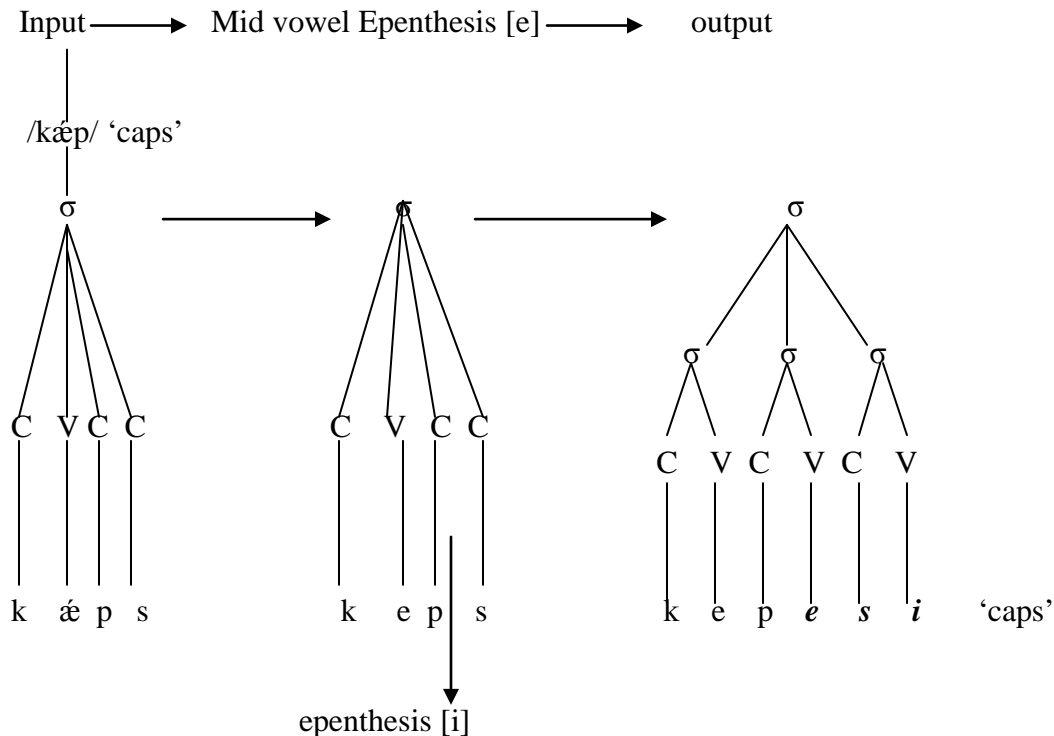 Input Mid vowel Epenthesis [e] output
/kǽp/ ‘caps’
σ σ σ
σ σ σ
C V C C C V C C
C V C V C V
k ǽ p s k e p s k e p e s i ‘caps’
epenthesis [i]